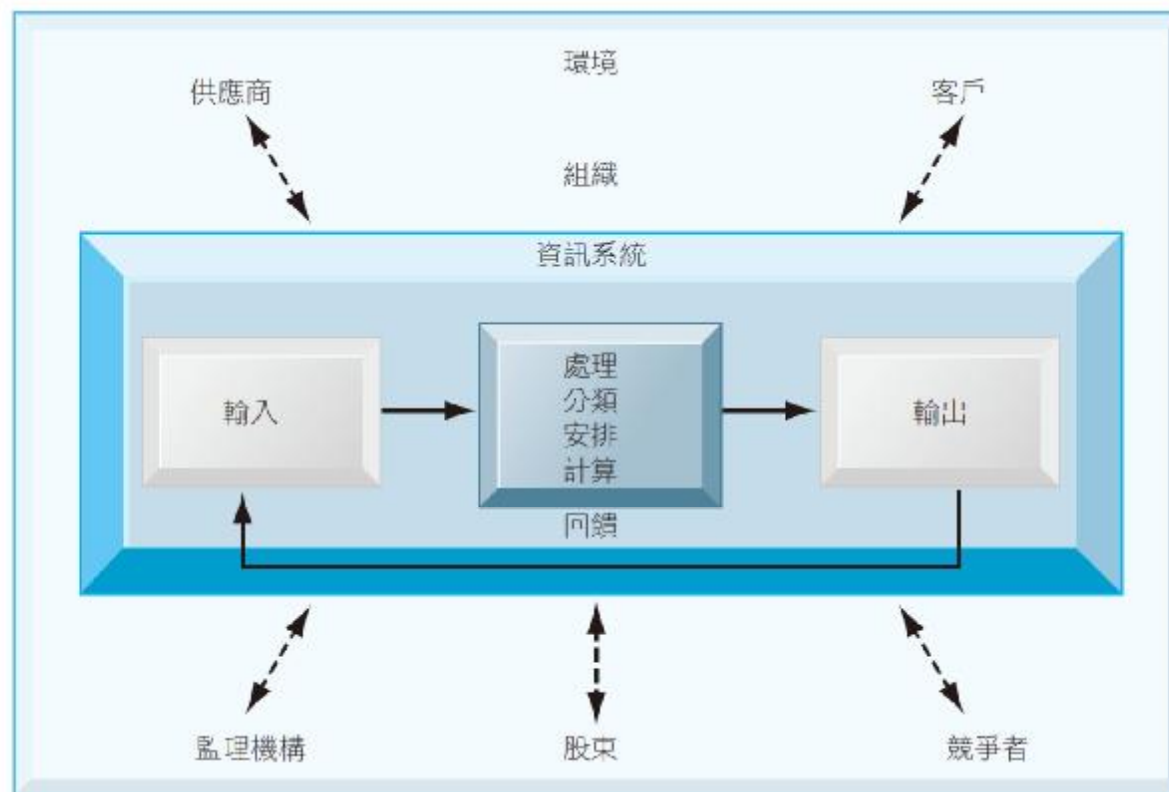 環境
供應商
客戶
組織
資訊系統
輸入
處理
分類
安排
計算
輸出
回饋
監理機構
股東
競爭者